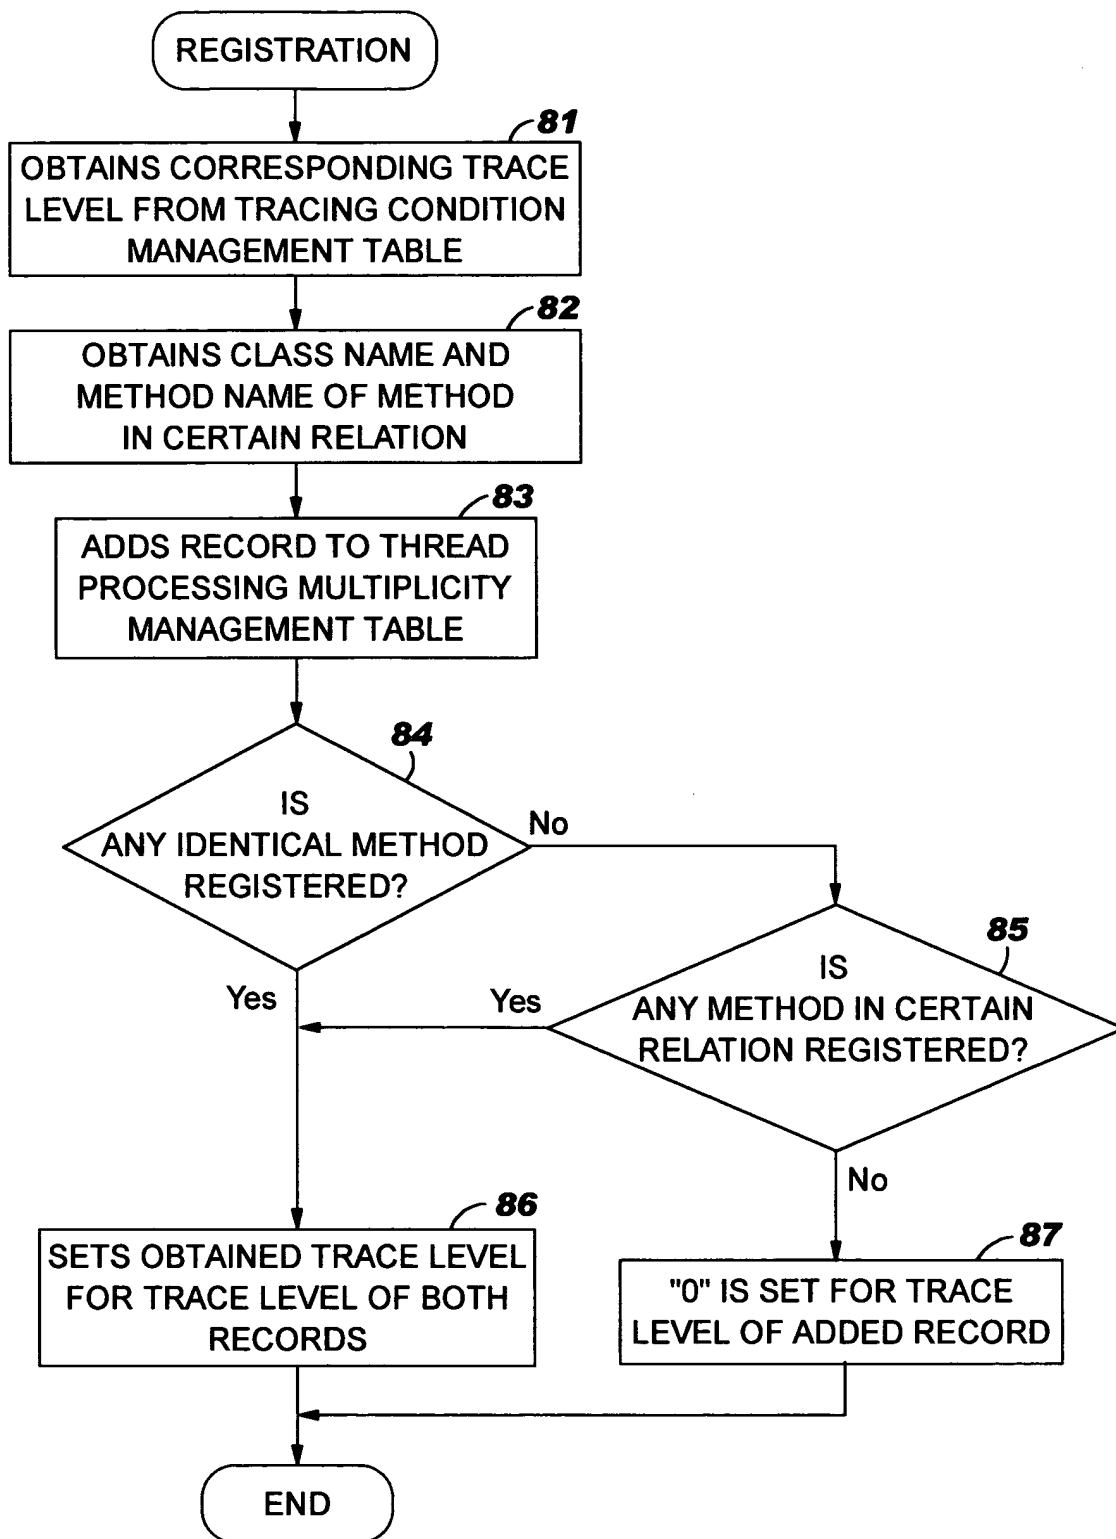 REGISTRATION
81
OBTAINS CORRESPONDING TRACE
LEVEL FROM TRACING CONDITION
MANAGEMENT TABLE
82
OBTAINS CLASS NAME AND
METHOD NAME OF METHOD
IN CERTAIN RELATION
83
ADDS RECORD TO THREAD
PROCESSING MULTIPLICITY
MANAGEMENT TABLE
84
IS
ANY IDENTICAL METHOD
REGISTERED?
No
85
IS
ANY METHOD IN CERTAIN
RELATION REGISTERED?
Yes
Yes
No
86
SETS OBTAINED TRACE LEVEL
FOR TRACE LEVEL OF BOTH
RECORDS
87
"0" IS SET FOR TRACE
LEVEL OF ADDED RECORD
END